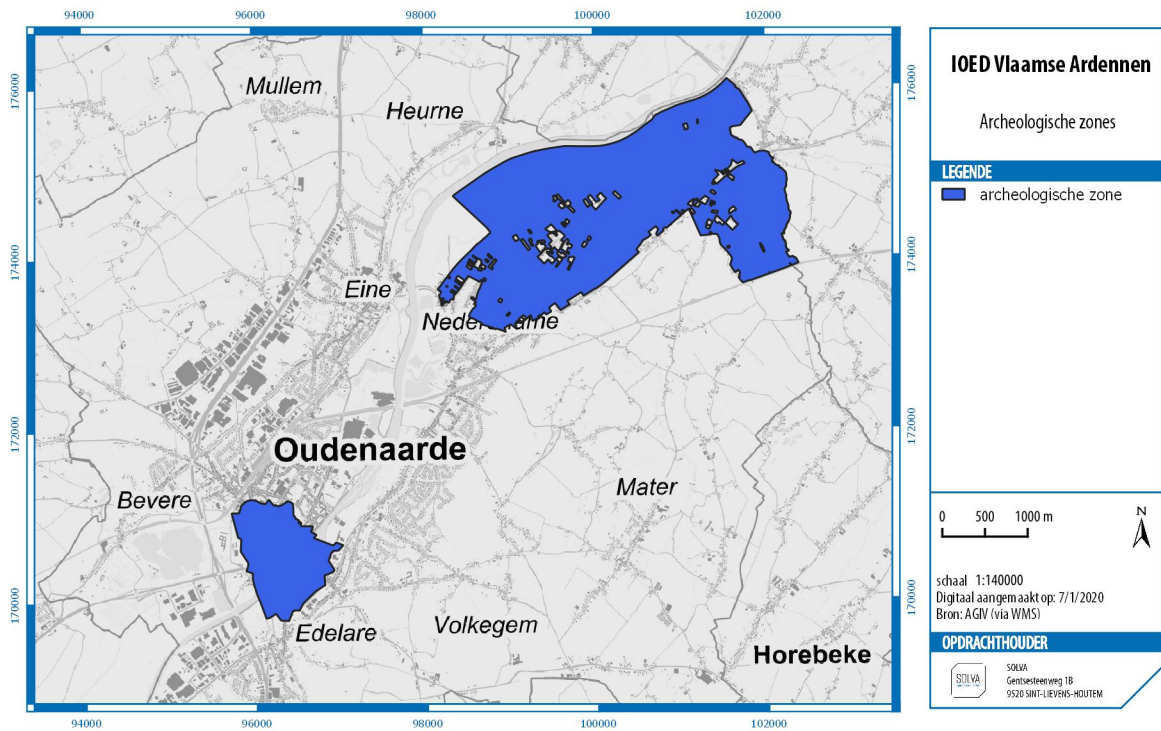 94000 96000 98000 100000 102000
176000
174000
172000
170000
Mullem
Heurne
Eine
Oudenaarde
Bevere
Mater
Edelare
Volkegem
Horebeke
176000
174000
172000
170000
94000 96000 98000 100000 102000
IOED Vlaamse Ardennen
Archeologische zones
LEGENDE
archeologische zone
0 500 1000 m
N
schaal 1:140000
Digitaal aangemaakt op: 7/1/2020
Bron: AGIV (via WMS)
OPDRACHTHOUDER
SOLVA
SOLVA
Gentsesteenweg 1B
9520 SINT-LIEVENS-HOUTEM